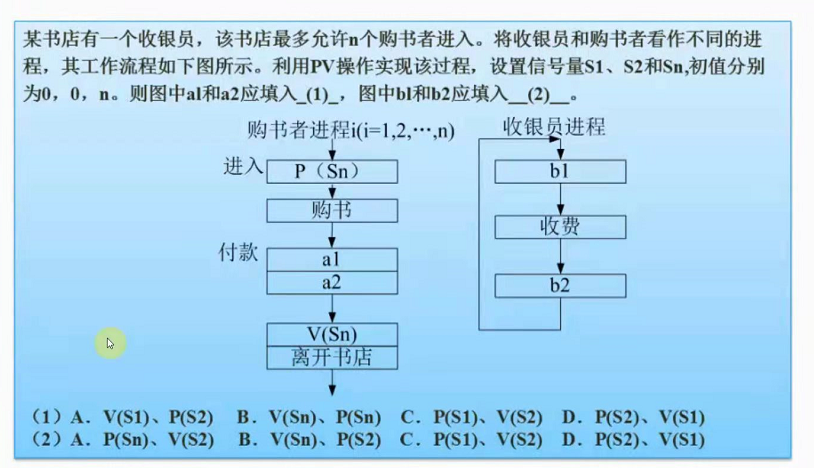 某书店有一个收银员，该书店最多允许n个购书者进入。将收银员和购书者看作不同的进
程，其工作流程如下图所示。利用PV操作实现该过程，设置信号量S1、S2和Sn,初值分别
为0，0，n。则图中a1和a2应填入_(1)_，图中b1和b2应填入__(2)__。
购书者进程i(i=1,2,⋯,n)
收银员进程
进入
P（Sn）
购书
付款
a1
a2
V(Sn)
离开书店
b1
收费
b2
（1）A．V(S1)、P(S2) B．V(Sn)、P(Sn) C．P(S1)、V(S2) D．P(S2)、V(S1)
（2）A．P(Sn)、V(S2) B．V(Sn)、P(S2) C．P(S1)、V(S2) D．P(S2)、V(S1)